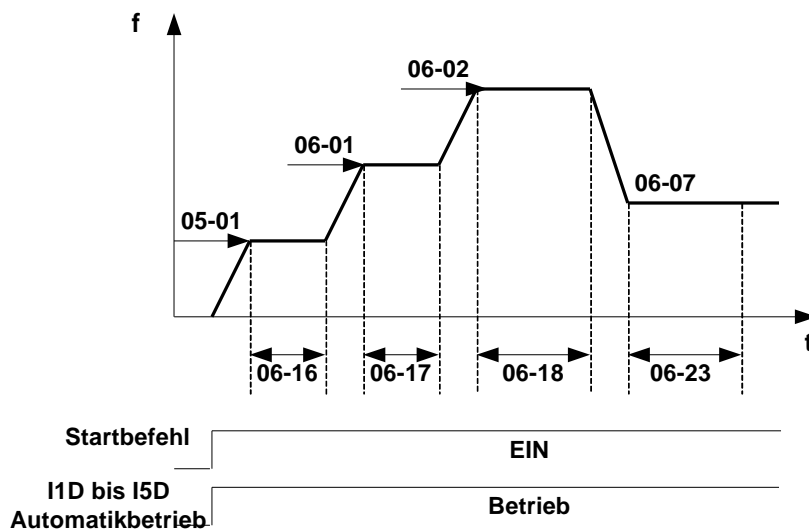 f
06-02
06-01
06-07
05-01
t
06-16
06-17
06-18
06-23
Startbefehl
EIN
I1D bis I5D
Automatikbetrieb
Betrieb